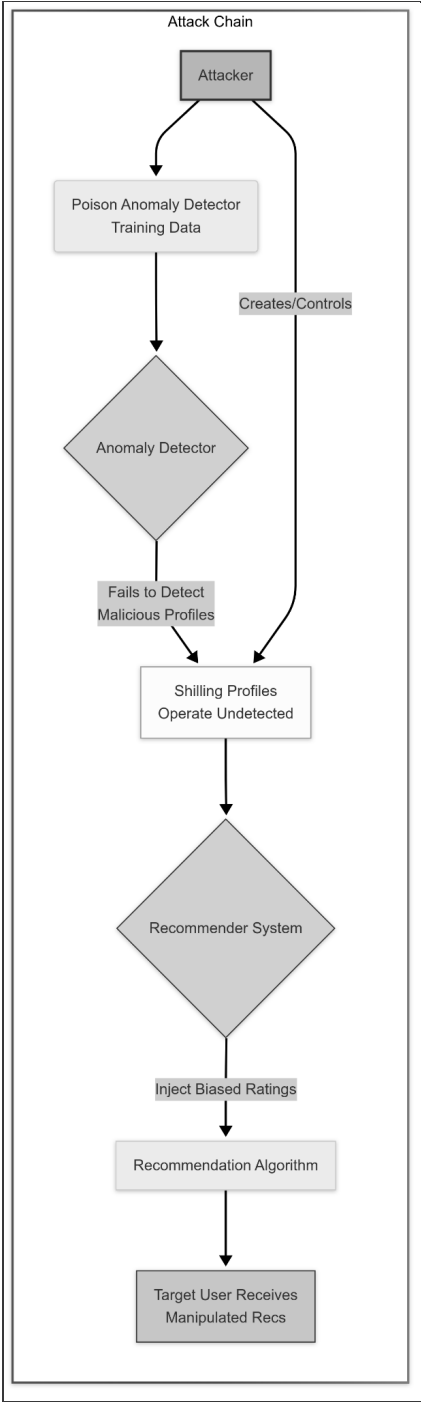 Attack Chain
Attacker
Poison Anomaly Detector
Training Data
Creates/Controls
Anomaly Detector
Fails to Detect
Malicious Profiles
Shilling Profiles
Operate Undetected
Recommender System
Inject Biased Ratings
Recommendation Algorithm
Target User Receives
Manipulated Recs